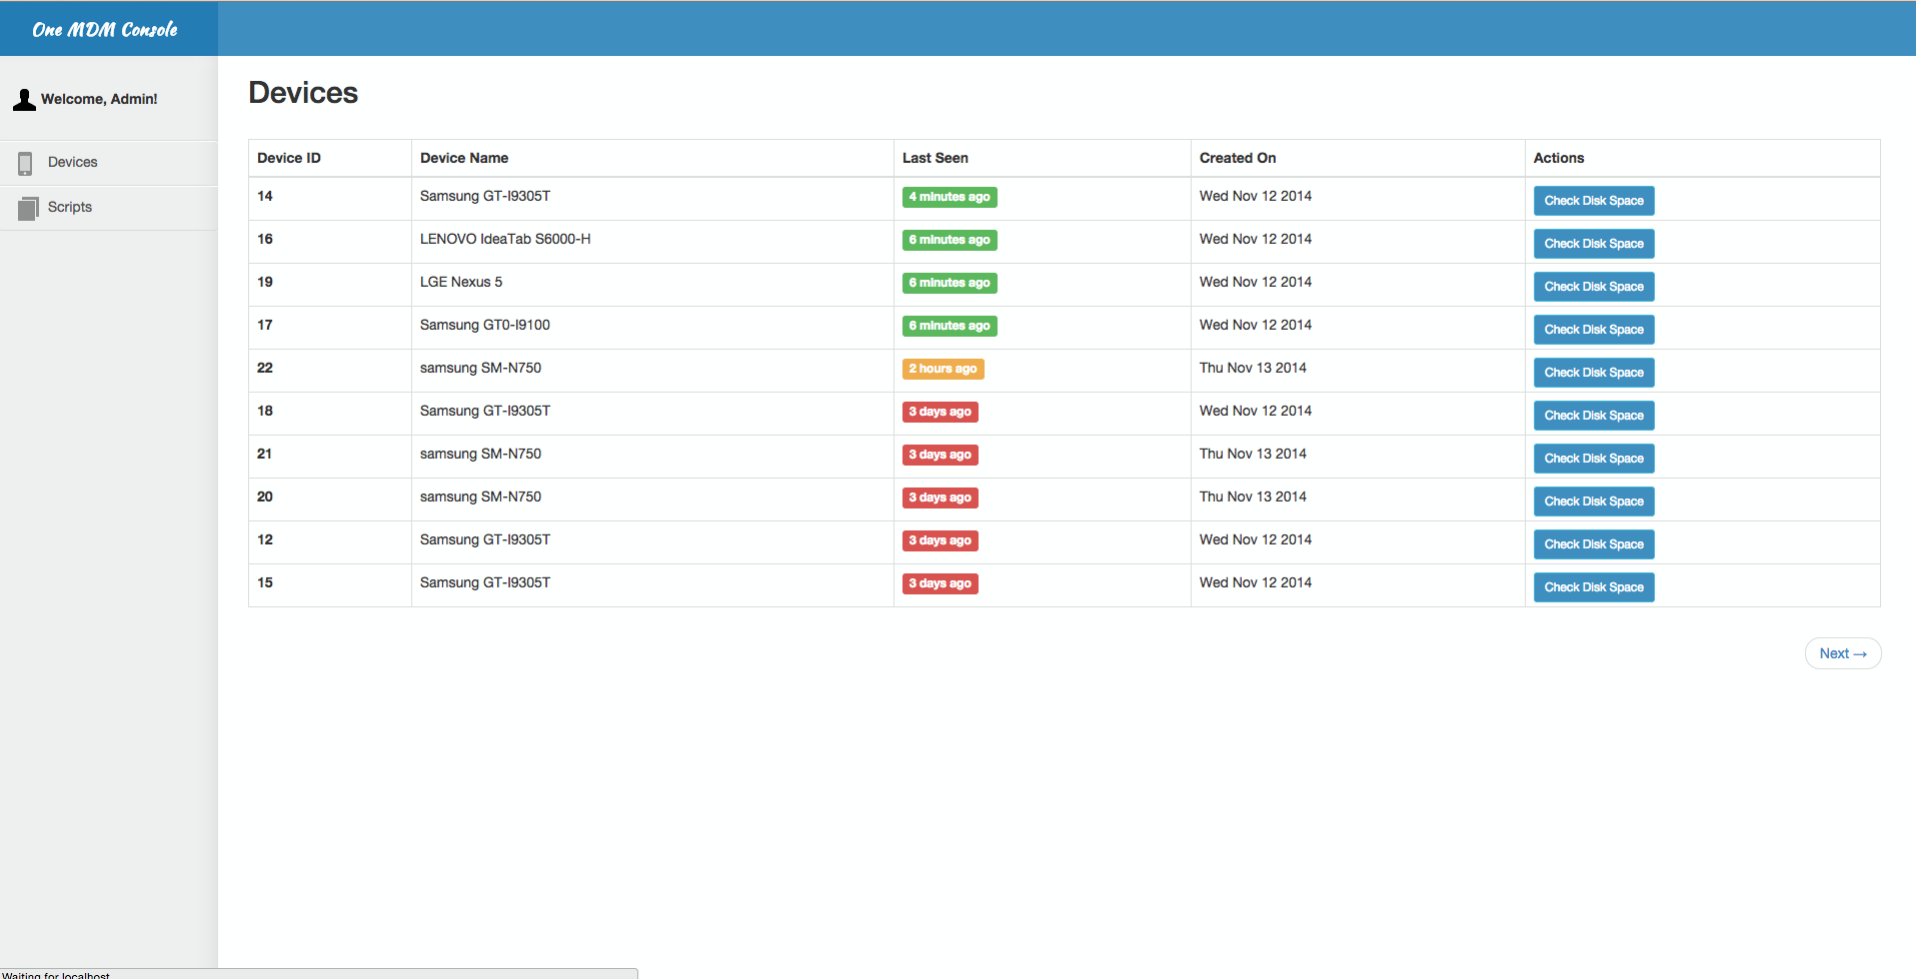 One MDM Console
Welcome, Admin!
Devices
Scripts
Devices
Device ID Device Name Last Seen Created On Actions
14 Samsung GT-I9305T 4 minutes ago Wed Nov 12 2014 Check Disk Space
16 LENOVO IdeaTab S6000-H 6 minutes ago Wed Nov 12 2014 Check Disk Space
19 LGE Nexus 5 6 minutes ago Wed Nov 12 2014 Check Disk Space
17 Samsung GT0-I9100 6 minutes ago Wed Nov 12 2014 Check Disk Space
22 samsung SM-N750 2 hours ago Thu Nov 13 2014 Check Disk Space
18 Samsung GT-I9305T 3 days ago Wed Nov 12 2014 Check Disk Space
21 samsung SM-N750 3 days ago Thu Nov 13 2014 Check Disk Space
20 samsung SM-N750 3 days ago Thu Nov 13 2014 Check Disk Space
12 Samsung GT-I9305T 3 days ago Wed Nov 12 2014 Check Disk Space
15 Samsung GT-I9305T 3 days ago Wed Nov 12 2014 Check Disk Space
Next →
Waiting for localhost